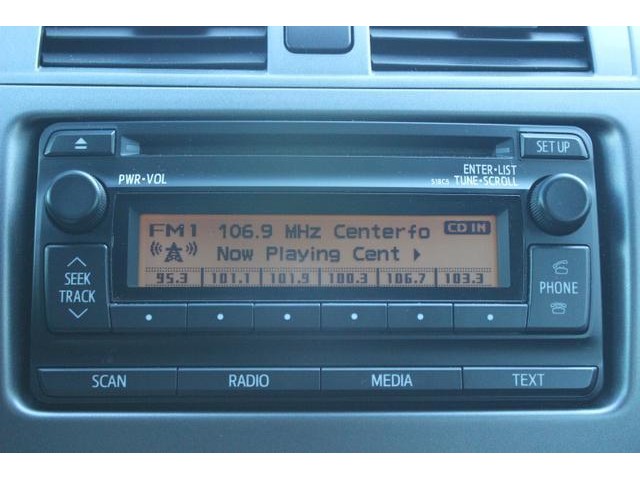 SET UP
PWR•VOL
ENTER•LIST
518C5 TUNE•SCROLL
FM1 106.9 MHz Centerfo CD IN
Now Playing Cent
95.3 101.1 101.9 100.3 106.7 103.3
SEEK
TRACK
PHONE
SCAN RADIO MEDIA TEXT